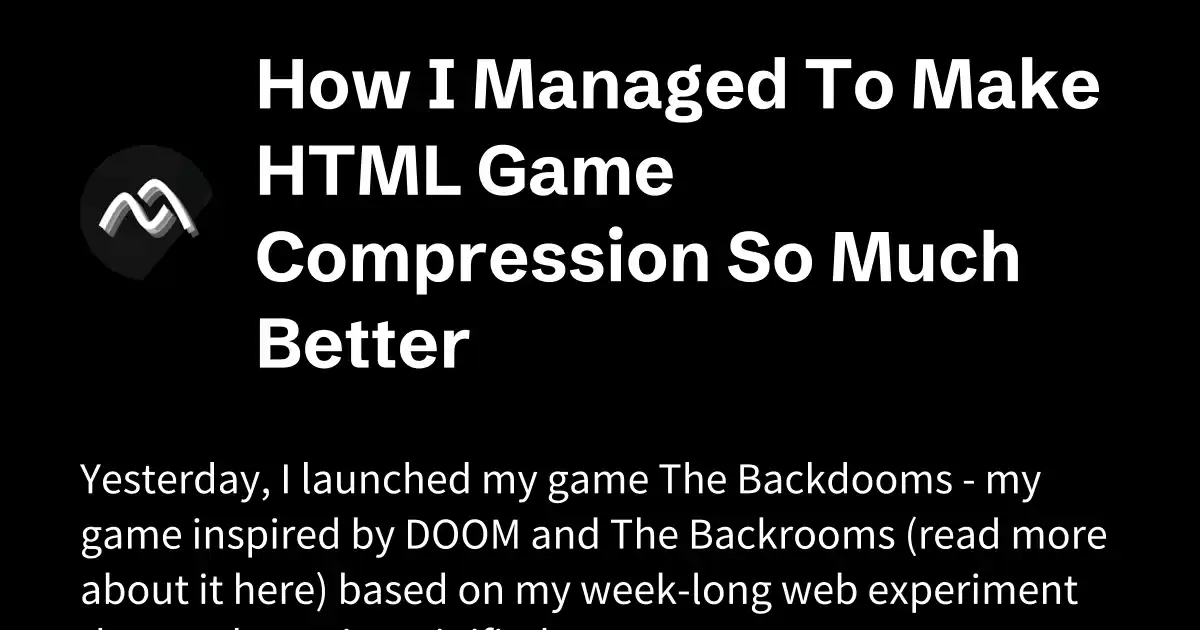 How I Managed To Make
HTML Game
Compression So Much
Better
Yesterday, I launched my game The Backdooms - my
game inspired by DOOM and The Backrooms (read more
about it here) based on my week-long web experiment